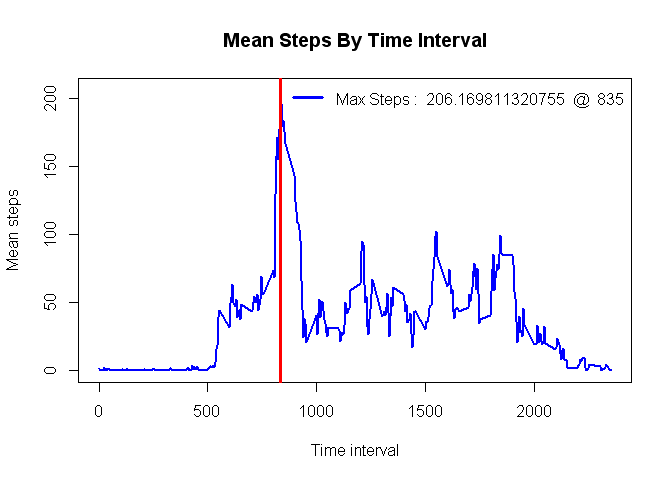 Mean Steps By Time Interval
Max Steps : 206.169811320755 @ 835
Mean steps
200
150
100
50
0
0 500 1000 1500 2000
Time interval